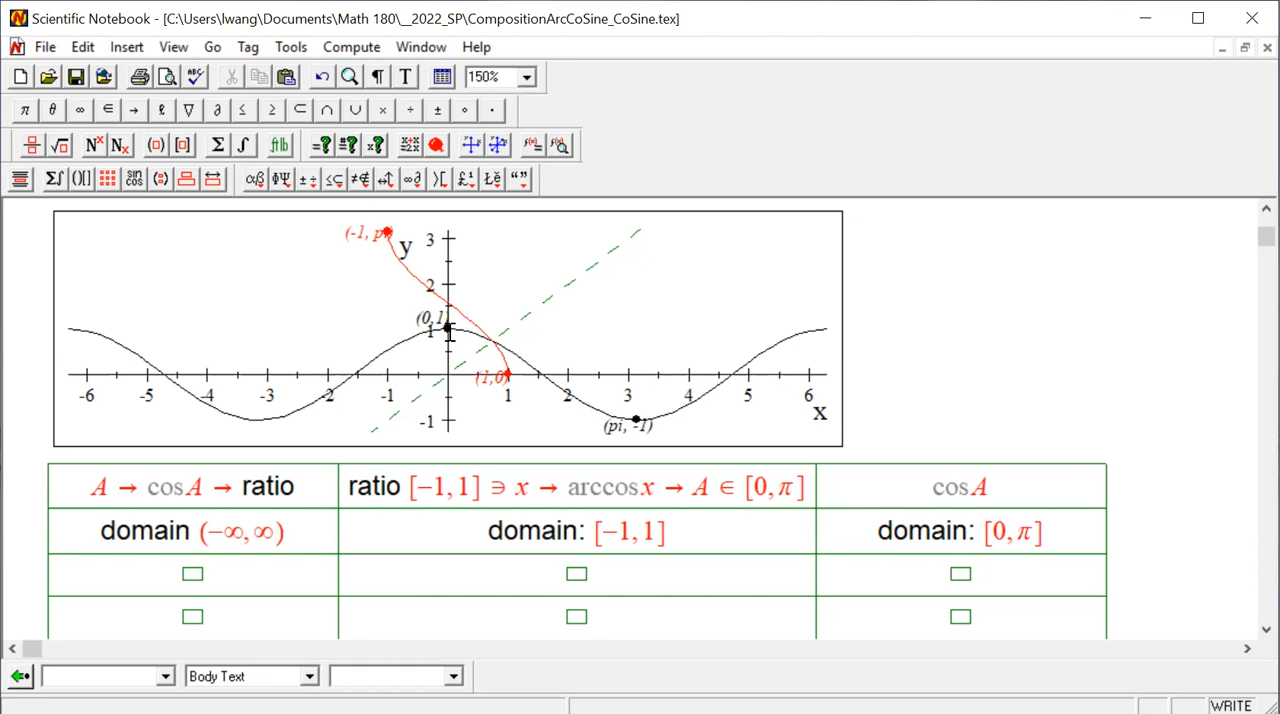 Scientific Notebook - [C:\Users\lwang\Documents\Math 180\__2022_SP\CompositionArcCoSine_CoSine.tex]
File Edit Insert View Go Tag Tools Compute Window Help
150%
π θ ∞ ∈ → ℓ ∇ ∂ ≤ ≥ ⊂ ∩ ∪ × ÷ ± ∘ ·
(-1, pi)
y
3
2
(0,1)
1
(1,0)
-6 -5 -4 -3 -2 -1 1 2 3 4 5 6
x
-1
(pi, -1)
A → cos A → ratio
ratio [−1, 1] ∋ x → arccos x → A ∈ [0, π]
cos A
domain (−∞, ∞)
domain: [−1, 1]
domain: [0, π]
Body Text
WRITE